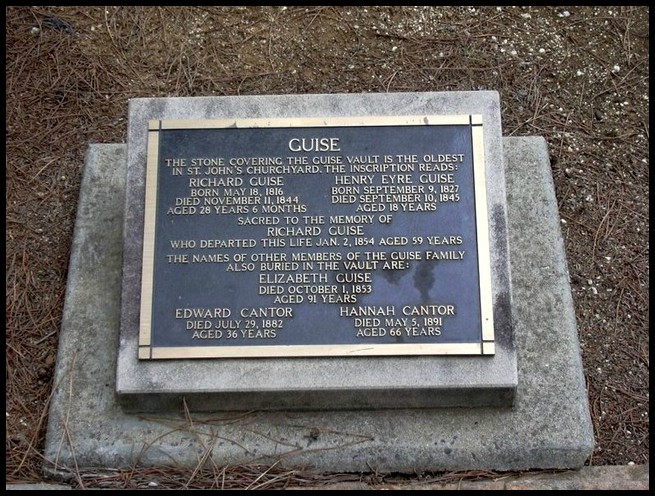 GUISE
THE STONE COVERING THE GUISE VAULT IS THE OLDEST
IN ST. JOHN'S CHURCHYARD. THE INSCRIPTION READS:
RICHARD GUISE HENRY EYRE GUISE
BORN MAY 18, 1816 BORN SEPTEMBER 9, 1827
DIED NOVEMBER 11, 1844 DIED SEPTEMBER 10, 1845
AGED 28 YEARS 6 MONTHS AGED 18 YEARS
SACRED TO THE MEMORY OF
RICHARD GUISE
WHO DEPARTED THIS LIFE JAN. 2, 1854 AGED 59 YEARS
THE NAMES OF OTHER MEMBERS OF THE GUISE FAMILY
ALSO BURIED IN THE VAULT ARE:
ELIZABETH GUISE
DIED OCTOBER 1, 1853
AGED 91 YEARS
EDWARD CANTOR HANNAH CANTOR
DIED JULY 29, 1882 DIED MAY 5, 1891
AGED 36 YEARS AGED 66 YEARS